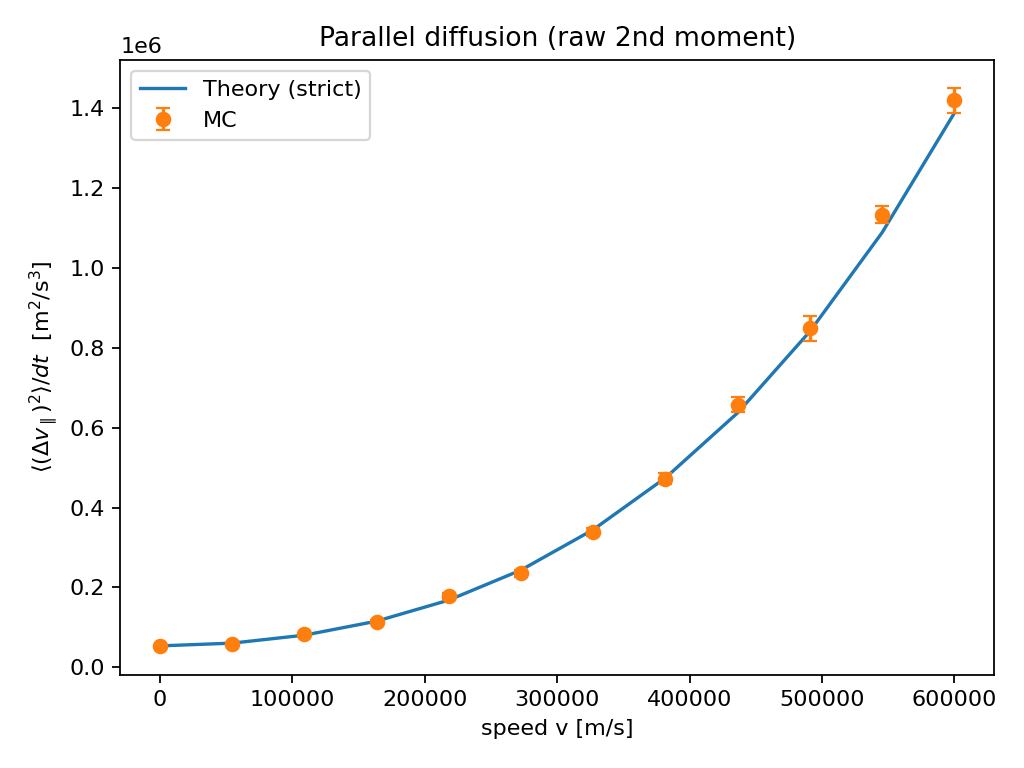 Parallel diffusion (raw 2nd moment)
1e6
Theory (strict)
MC
1.4
1.2
1.0
0.8
0.6
0.4
0.2
0.0
⟨(Δv∥)²⟩/dt [m²/s³]
0 100000 200000 300000 400000 500000 600000
speed v [m/s]